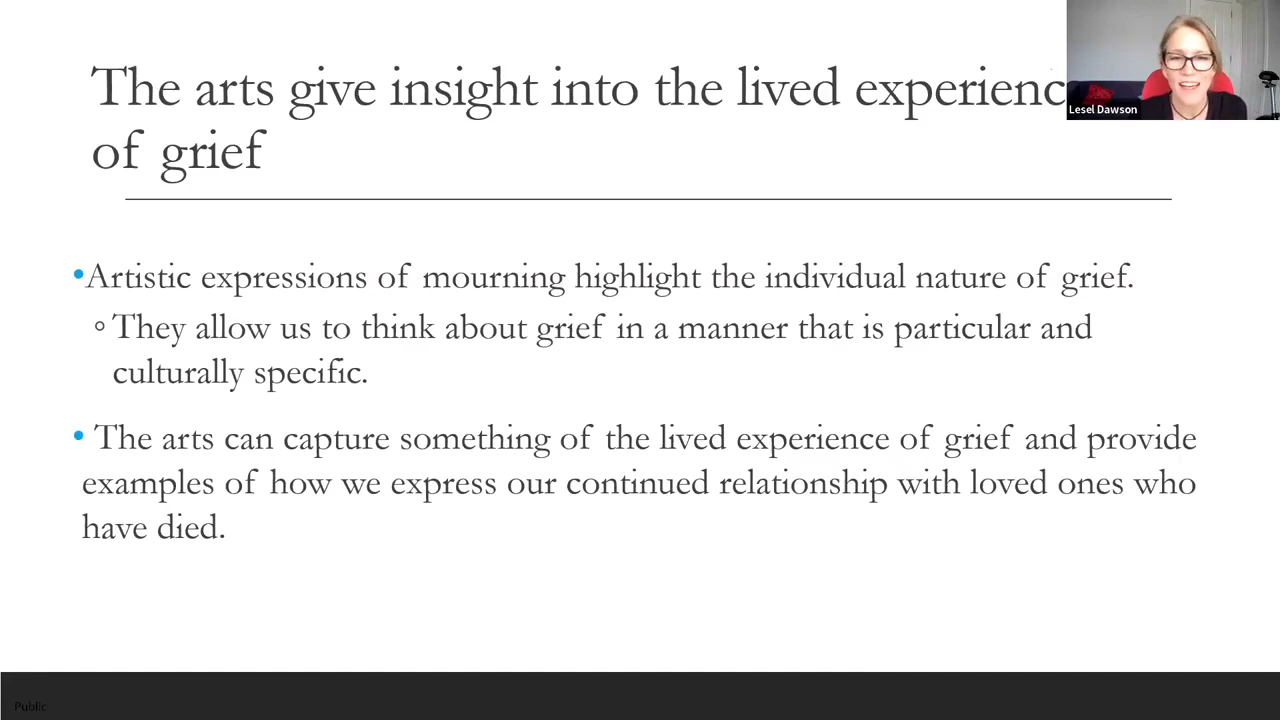 The arts give insight into the lived experienc
of grief
Lesel Dawson
•Artistic expressions of mourning highlight the individual nature of grief.
◦They allow us to think about grief in a manner that is particular and
culturally specific.
• The arts can capture something of the lived experience of grief and provide
examples of how we express our continued relationship with loved ones who
have died.
Public